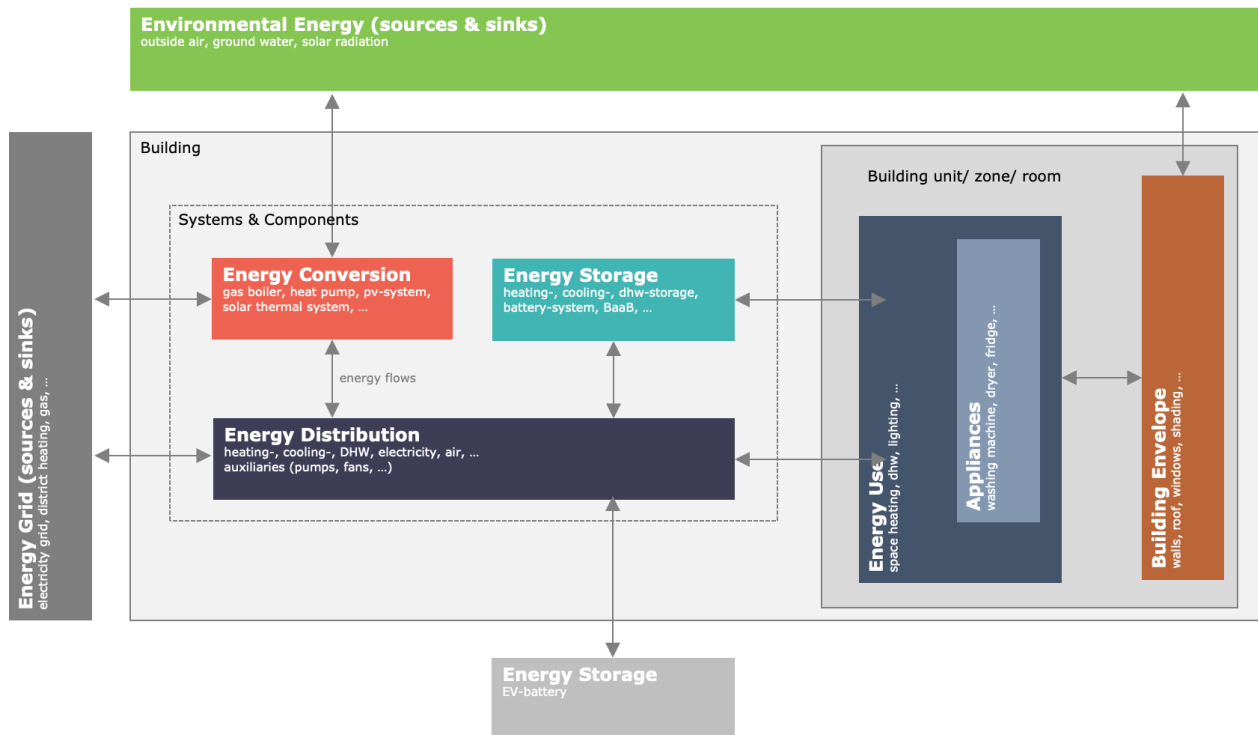 Environmental Energy (sources & sinks)
outside air, ground water, solar radiation
Energy Grid (sources & sinks)
electricity grid, district heating, gas, ...
Building
Systems & Components
Energy Conversion
gas boiler, heat pump, pv-system,
solar thermal system, ...
Energy Storage
heating-, cooling-, dhw-storage,
battery-system, BaaB, ...
energy flows
Energy Distribution
heating-, cooling-, DHW, electricity, air, ...
auxiliaries (pumps, fans, ...)
Building unit/ zone/ room
Energy Use
space heating, dhw, lighting, ...
Appliances
washing machine, dryer, fridge, ...
Building Envelope
walls, roof, windows, shading, ...
Energy Storage
EV-battery